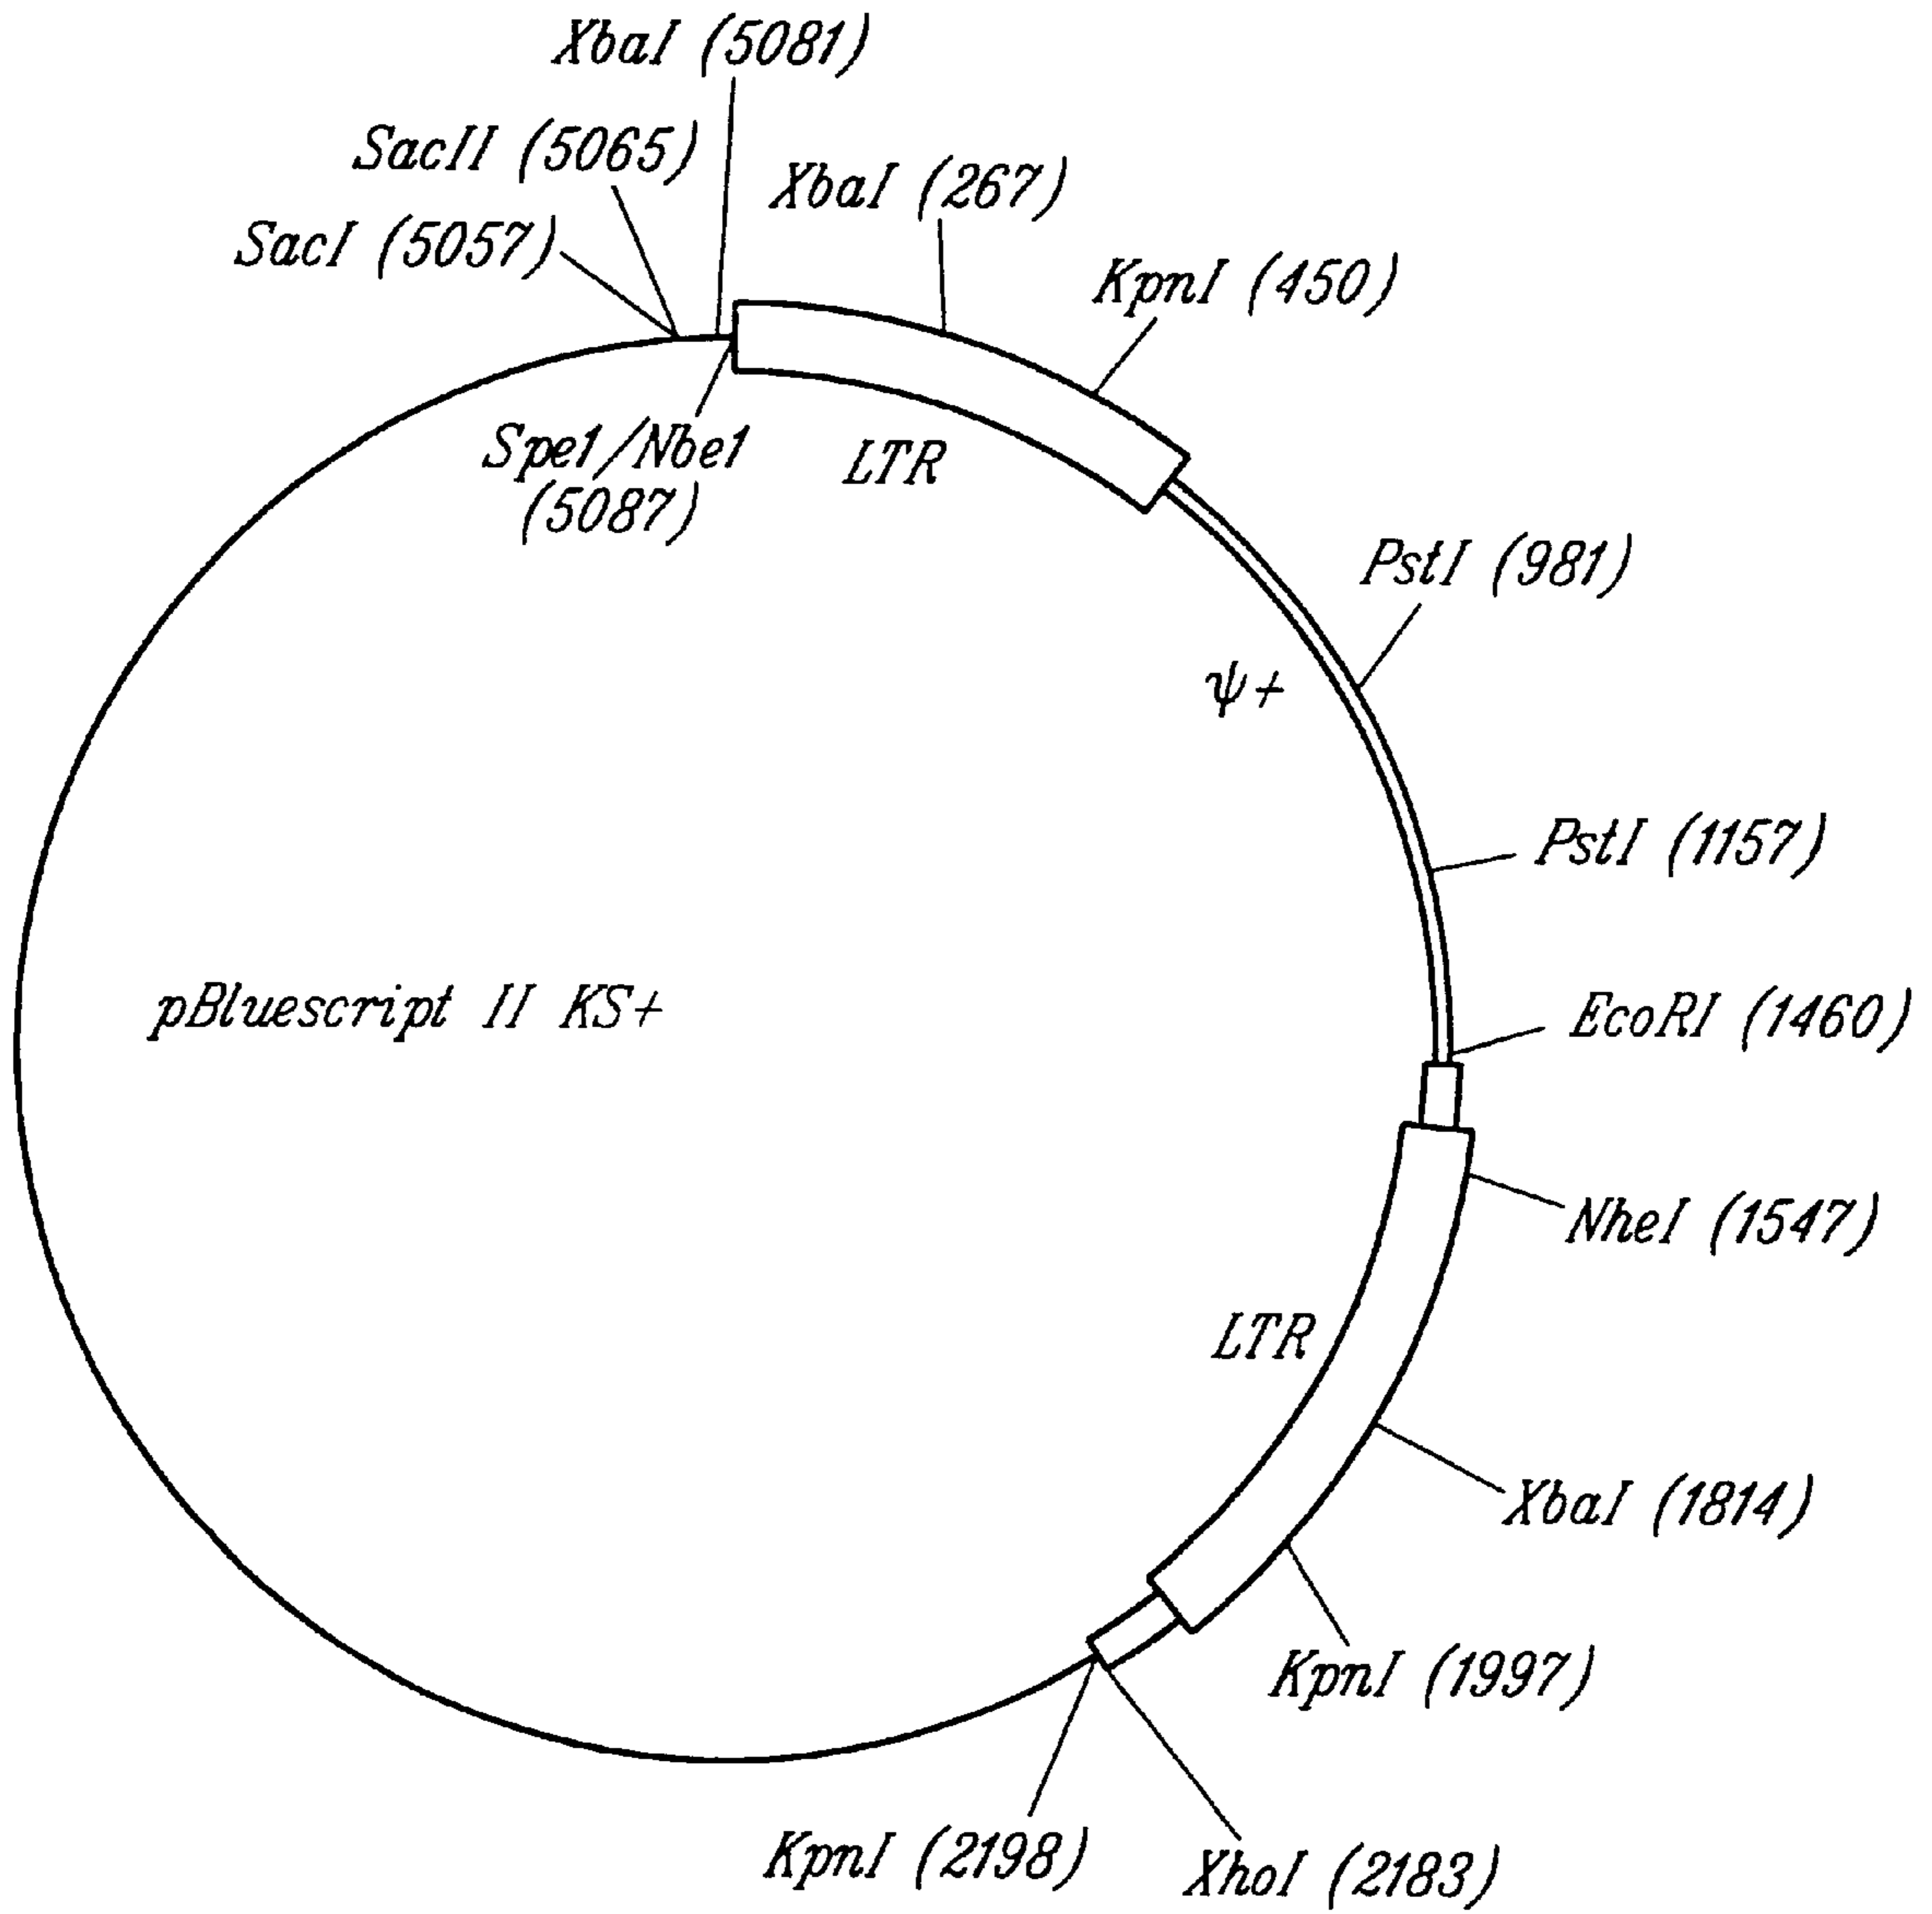 XbaI (5081)
SacII (5065)
XbaI (267)
SacI (5057)
KpnI (450)
Spe1/Nbe1
(5087)
LTR
PstI (981)
ψ+
PstI (1157)
pBluescript II KS+
EcoRI (1460)
NheI (1547)
LTR
XbaI (1814)
KpnI (1997)
KpnI (2198)
XhoI (2183)